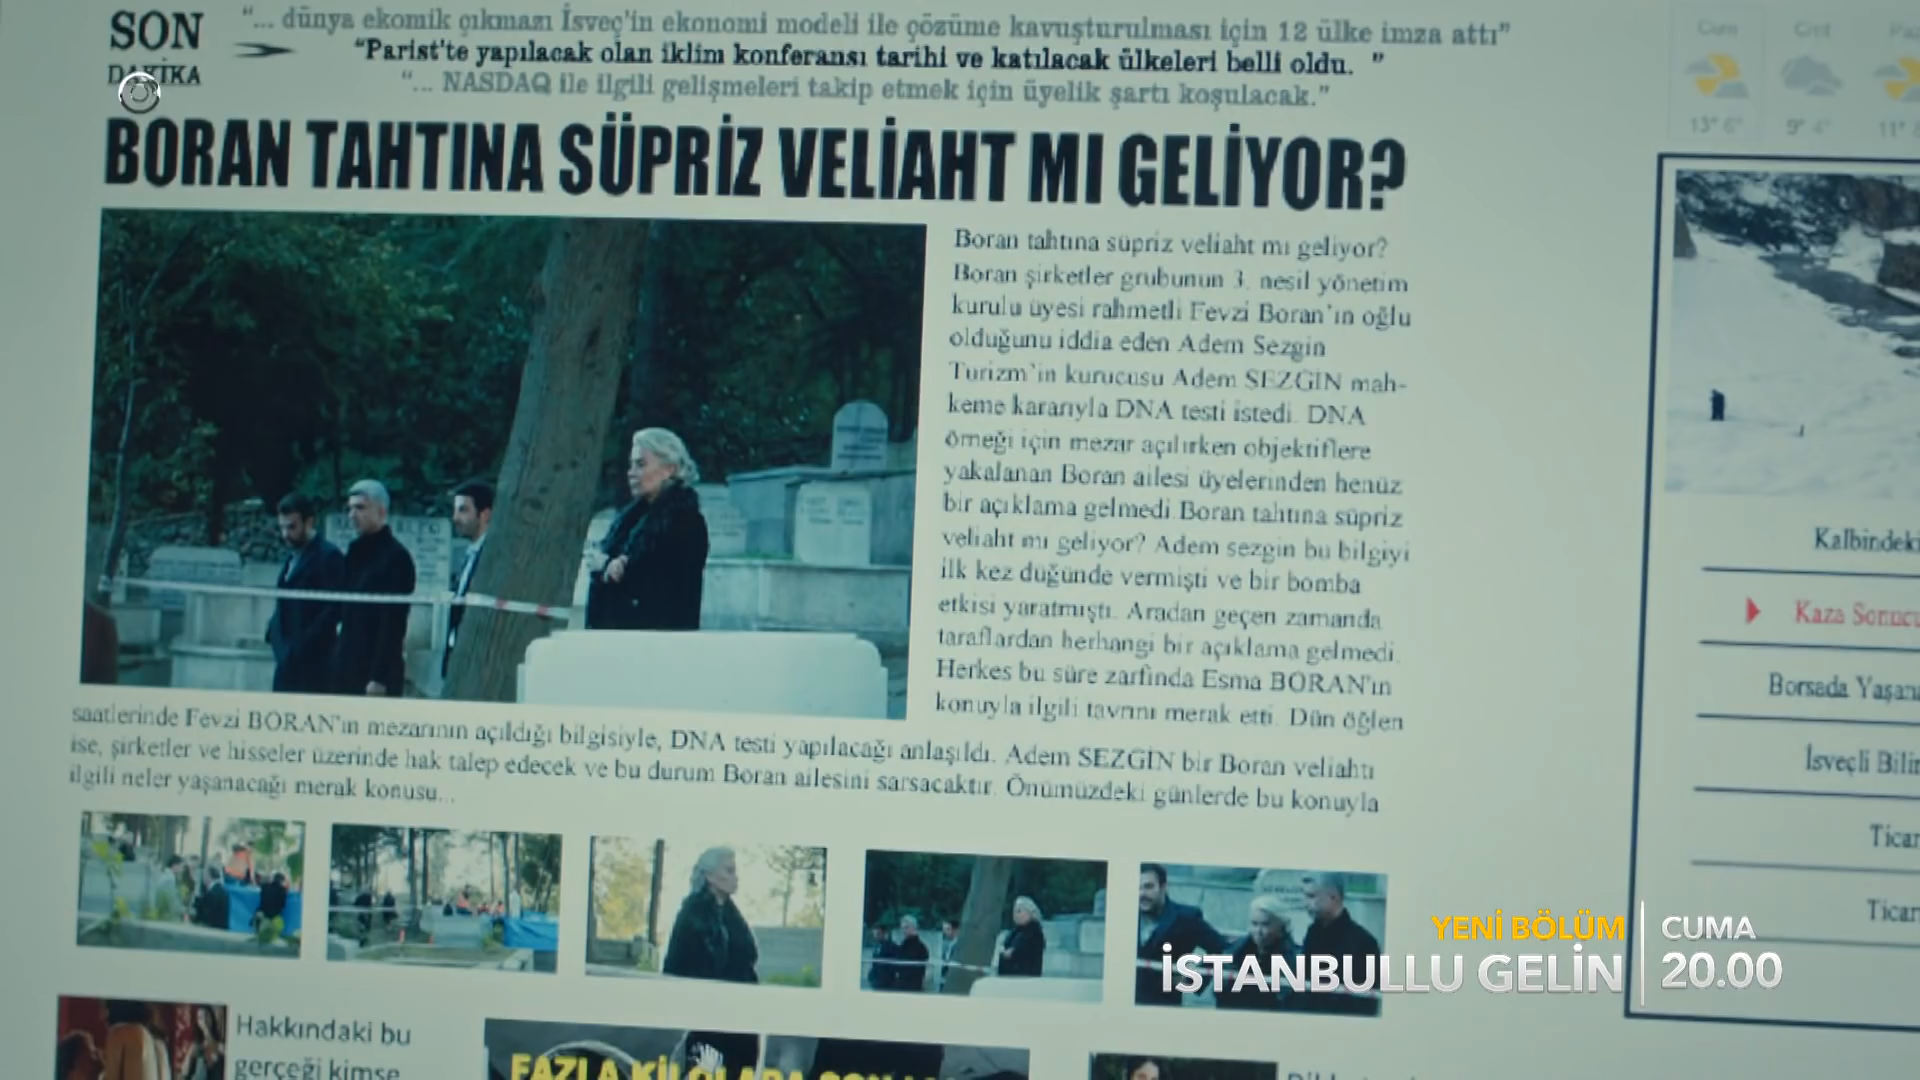 SON
DAKİKA
"... dünya ekomik çıkmazı İsveç'in ekonomi modeli ile çözüme kavuşturulması için 12 ülke imza attı"
"Parist'te yapılacak olan iklim konferansı tarihi ve katılacak ülkeleri belli oldu. "
"... NASDAQ ile ilgili gelişmeleri takip etmek için üyelik şartı koşulacak."
Cum
13° 6°
9° 4°
11°
BORAN TAHTINA SÜPRİZ VELİAHT MI GELİYOR?
Boran tahtına süpriz veliaht mı geliyor?
Boran şirketler grubunun 3. nesil yönetim
kurulu üyesi rahmetli Fevzi Boran'ın oğlu
olduğunu iddia eden Adem Sezgin
Turizm'in kurucusu Adem SEZGİN mah-
keme kararıyla DNA testi istedi. DNA
örneği için mezar açılırken objektiflere
yakalanan Boran ailesi üyelerinden henüz
bir açıklama gelmedi.Boran tahtına süpriz
veliaht mı geliyor? Adem sezgin bu bilgiyi
ilk kez düğünde vermişti ve bir bomba
etkisi yaratmıştı. Aradan geçen zamanda
taraflardan herhangi bir açıklama gelmedi.
Herkes bu süre zarfında Esma BORAN'ın
konuyla ilgili tavrını merak etti. Dün öğlen
saatlerinde Fevzi BORAN'ın mezarının açıldığı bilgisiyle, DNA testi yapılacağı anlaşıldı. Adem SEZGİN bir Boran veliahtı
ise, şirketler ve hisseler üzerinde hak talep edecek ve bu durum Boran ailesini sarsacaktır. Önümüzdeki günlerde bu konuyla
ilgili neler yaşanacağı merak konusu...
Kalbindeki
Kaza Sonucu
Borsada Yaşana
İsveçli Bilim
Ticar
Ticar
YENİ BÖLÜM
İSTANBULLU GELİN
CUMA
20.00
Hakkındaki bu
gerçeği kimse
FAZLA KİLOLARA SON